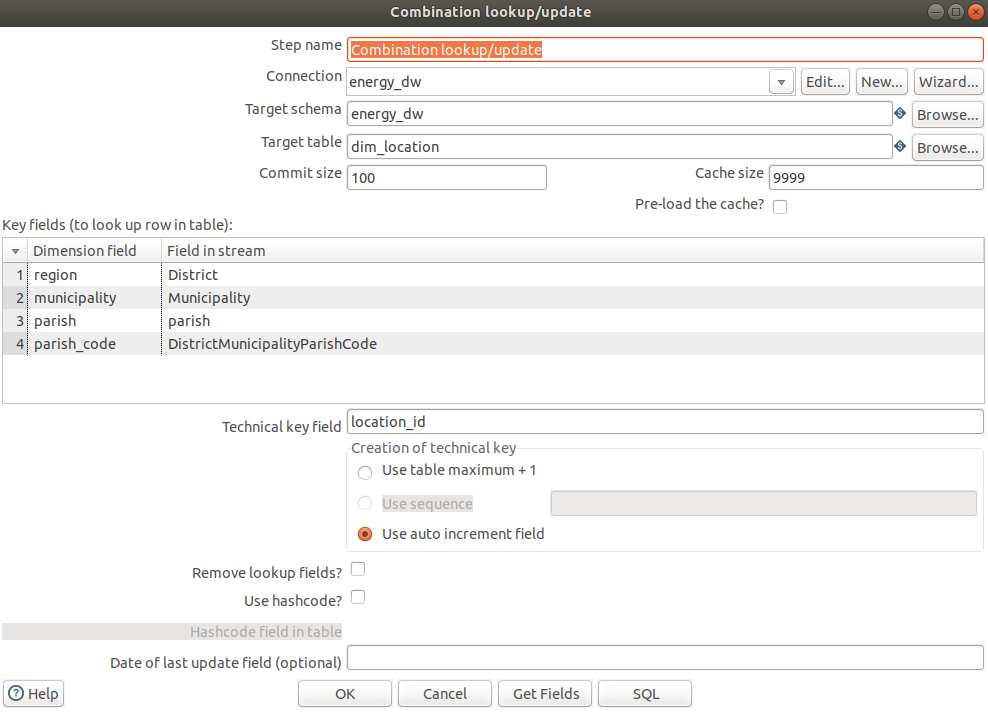 Combination lookup/update
Step name Combination lookup/update
Connection energy_dw Edit... New... Wizard...
Target schema energy_dw Browse...
Target table dim_location Browse...
Commit size 100 Cache size 9999
Pre-load the cache?
Key fields (to look up row in table):
Dimension field Field in stream
1 region District
2 municipality Municipality
3 parish parish
4 parish_code DistrictMunicipalityParishCode
Technical key field location_id
Creation of technical key
Use table maximum + 1
Use sequence
Use auto increment field
Remove lookup fields?
Use hashcode?
Hashcode field in table
Date of last update field (optional)
Help OK Cancel Get Fields SQL